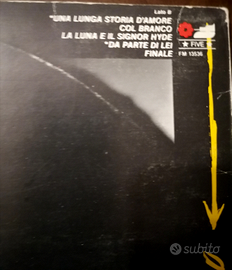 Lato B
"UNA LUNGA STORIA D'AMORE
COL BRANCO
LA LUNA E IL SIGNOR HYDE
"DA PARTE DI LEI
FINALE
★ FIVE
FM 13536
subito